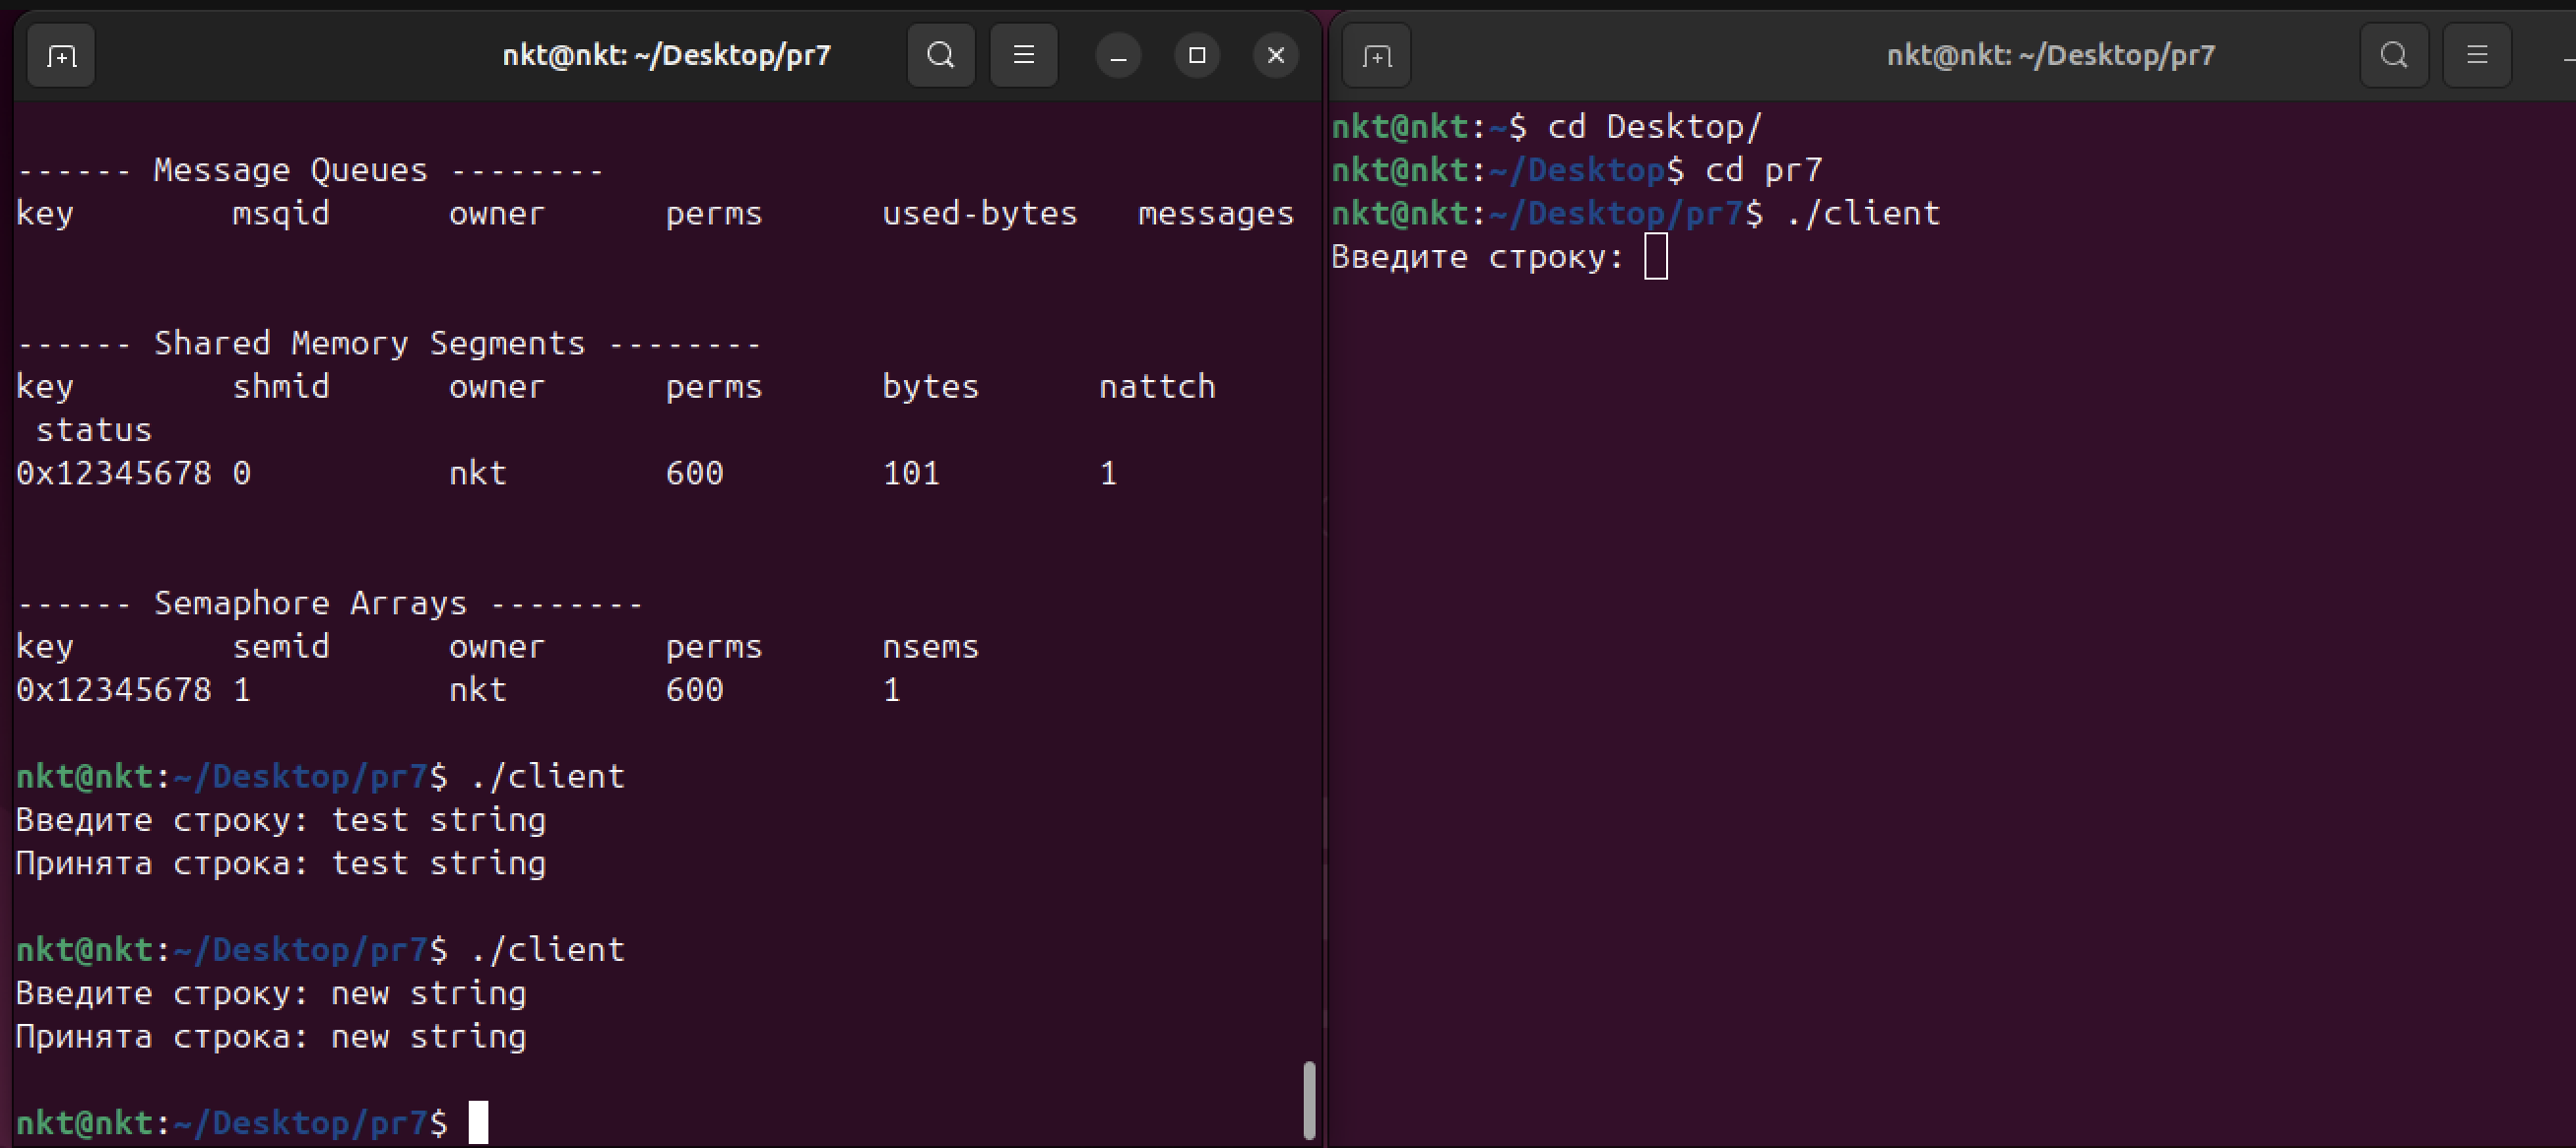 nkt@nkt: ~/Desktop/pr7
------ Message Queues --------
key        msqid      owner      perms      used-bytes   messages
------ Shared Memory Segments --------
key        shmid      owner      perms      bytes      nattch
 status
0x12345678 0          nkt        600        101        1
------ Semaphore Arrays --------
key        semid      owner      perms      nsems
0x12345678 1          nkt        600        1
nkt@nkt:~/Desktop/pr7$ ./client
Введите строку: test string
Принята строка: test string
nkt@nkt:~/Desktop/pr7$ ./client
Введите строку: new string
Принята строка: new string
nkt@nkt:~/Desktop/pr7$
nkt@nkt: ~/Desktop/pr7
nkt@nkt:~$ cd Desktop/
nkt@nkt:~/Desktop$ cd pr7
nkt@nkt:~/Desktop/pr7$ ./client
Введите строку: